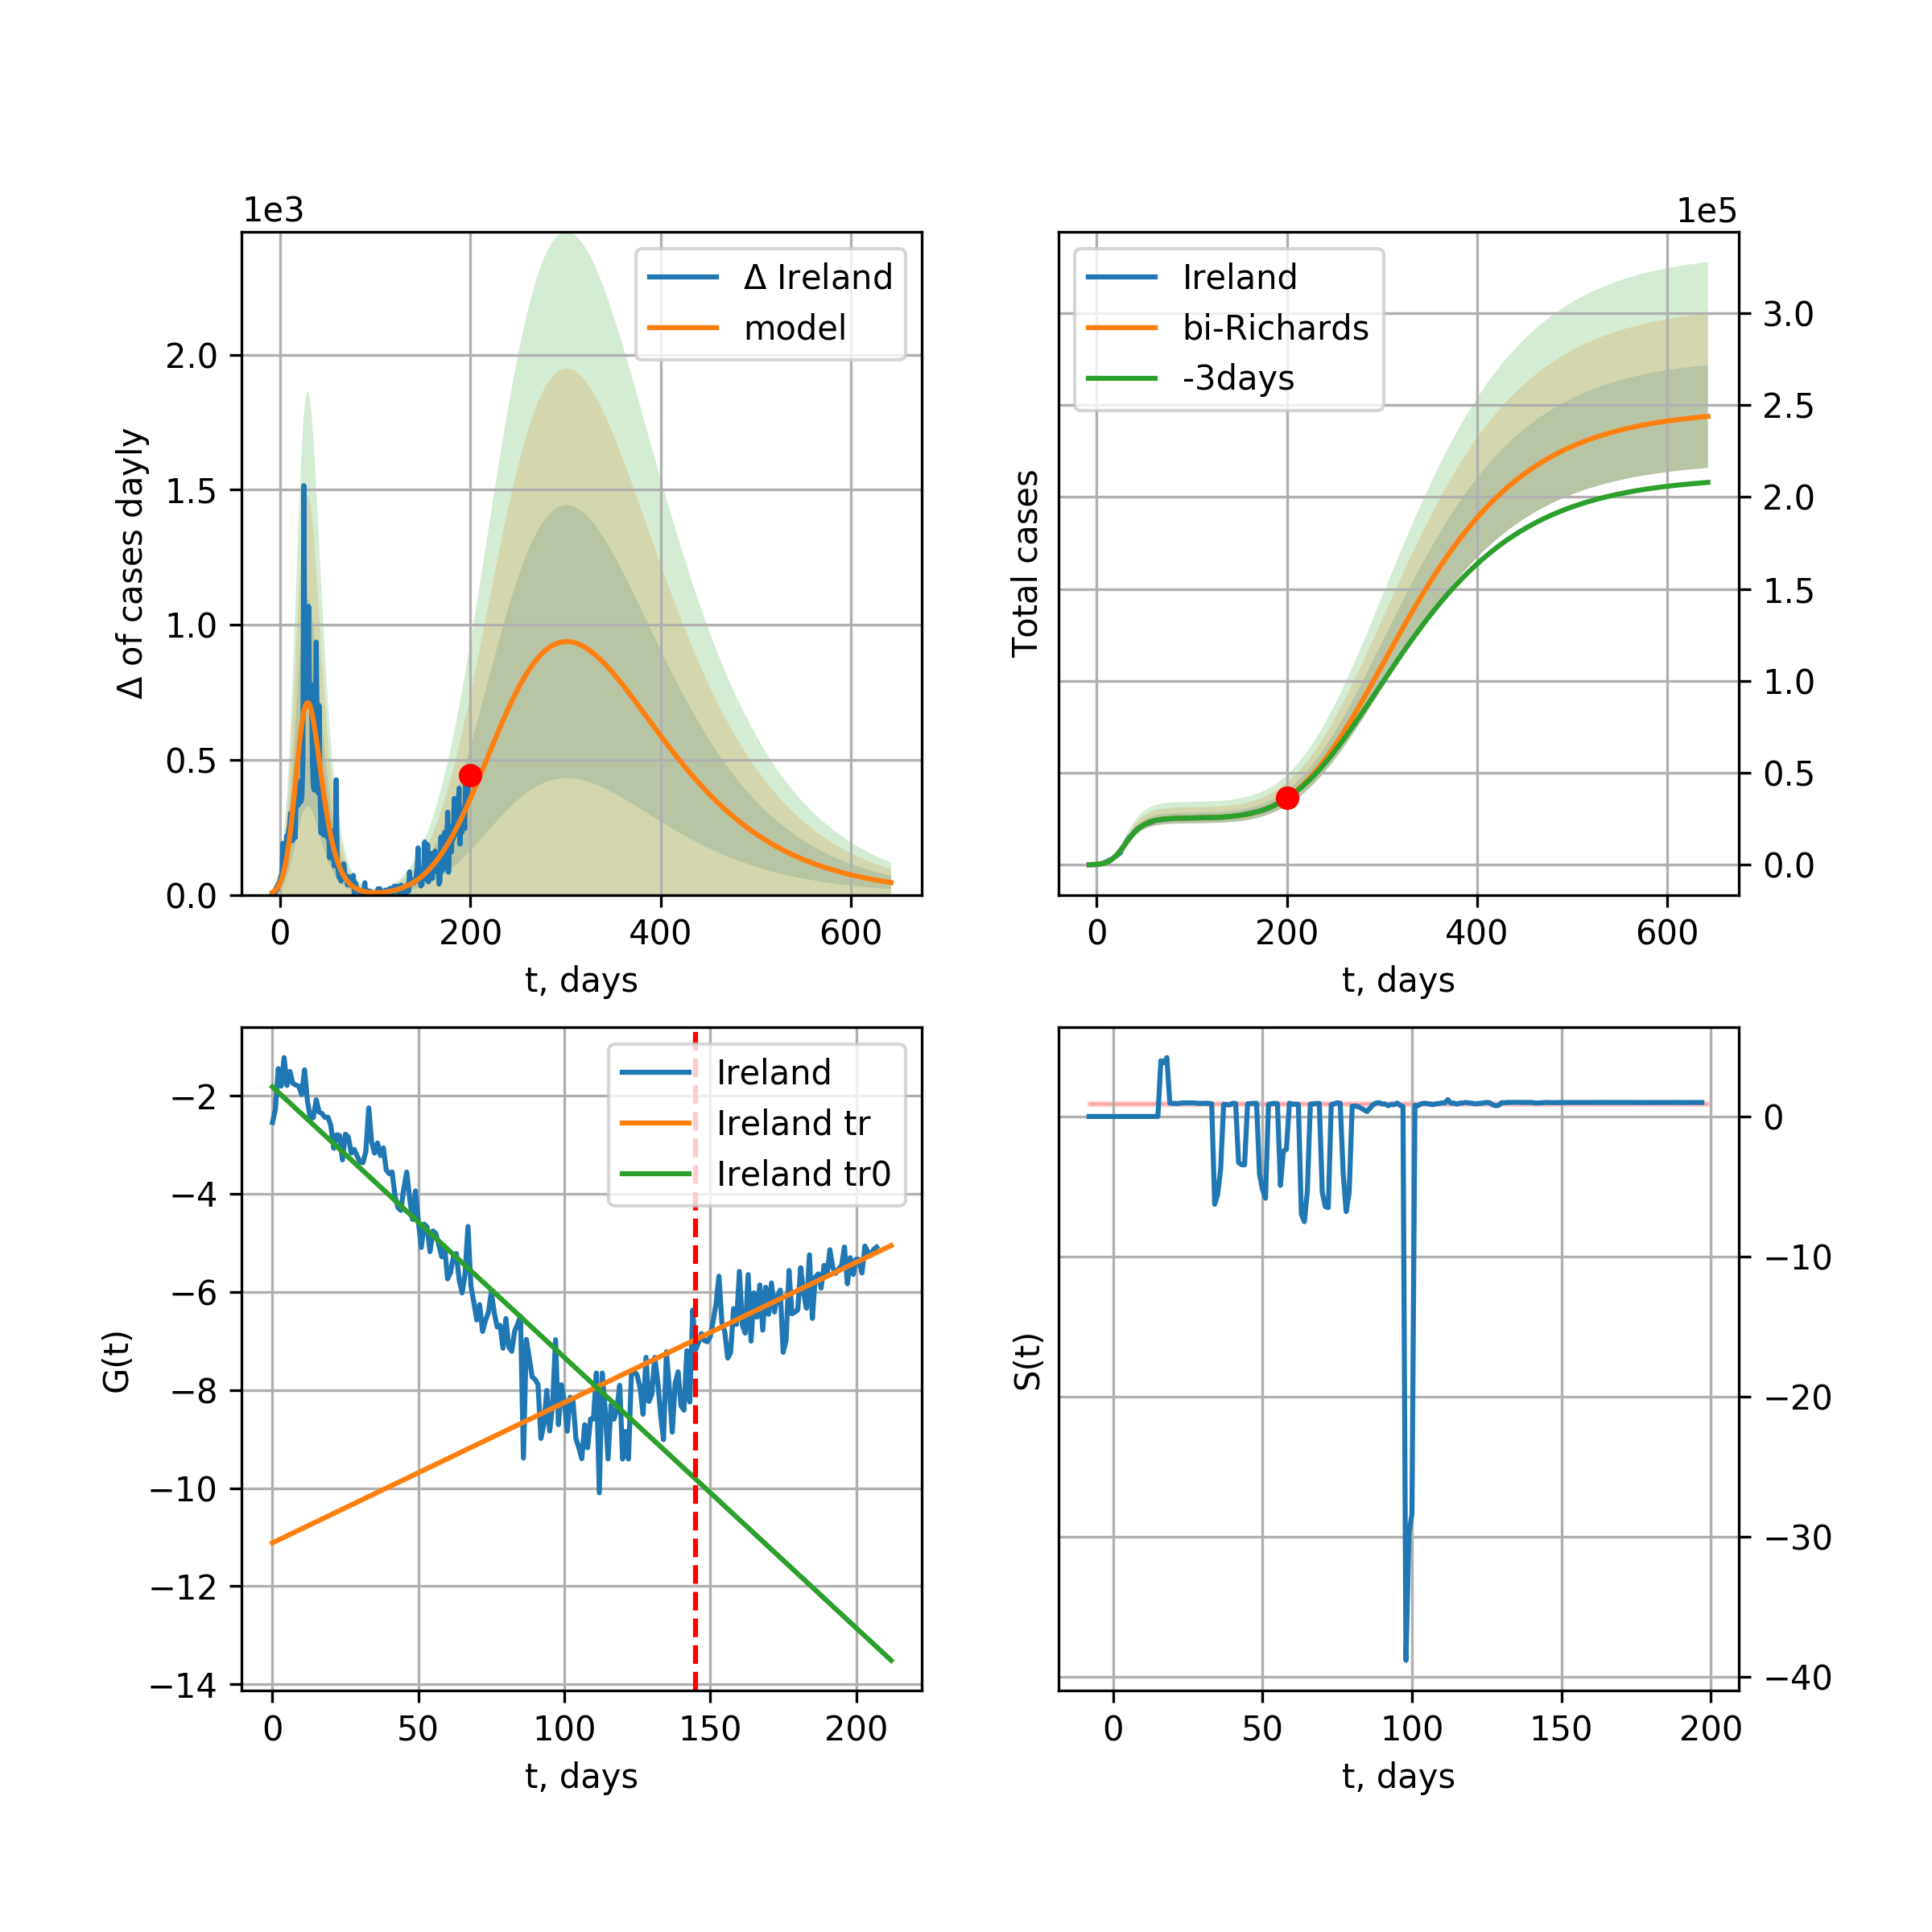 1e3
Δ of cases dayly
2.0
1.5
1.0
0.5
0.0
Δ Ireland
model
0 200 400 600
t, days
1e5
Total cases
Ireland
bi-Richards
-3days
3.0
2.5
2.0
1.5
1.0
0.5
0.0
0 200 400 600
t, days
G(t)
−2
−4
−6
−8
−10
−12
−14
Ireland
Ireland tr
Ireland tr0
0 50 100 150 200
t, days
S(t)
0
−10
−20
−30
−40
0 50 100 150 200
t, days